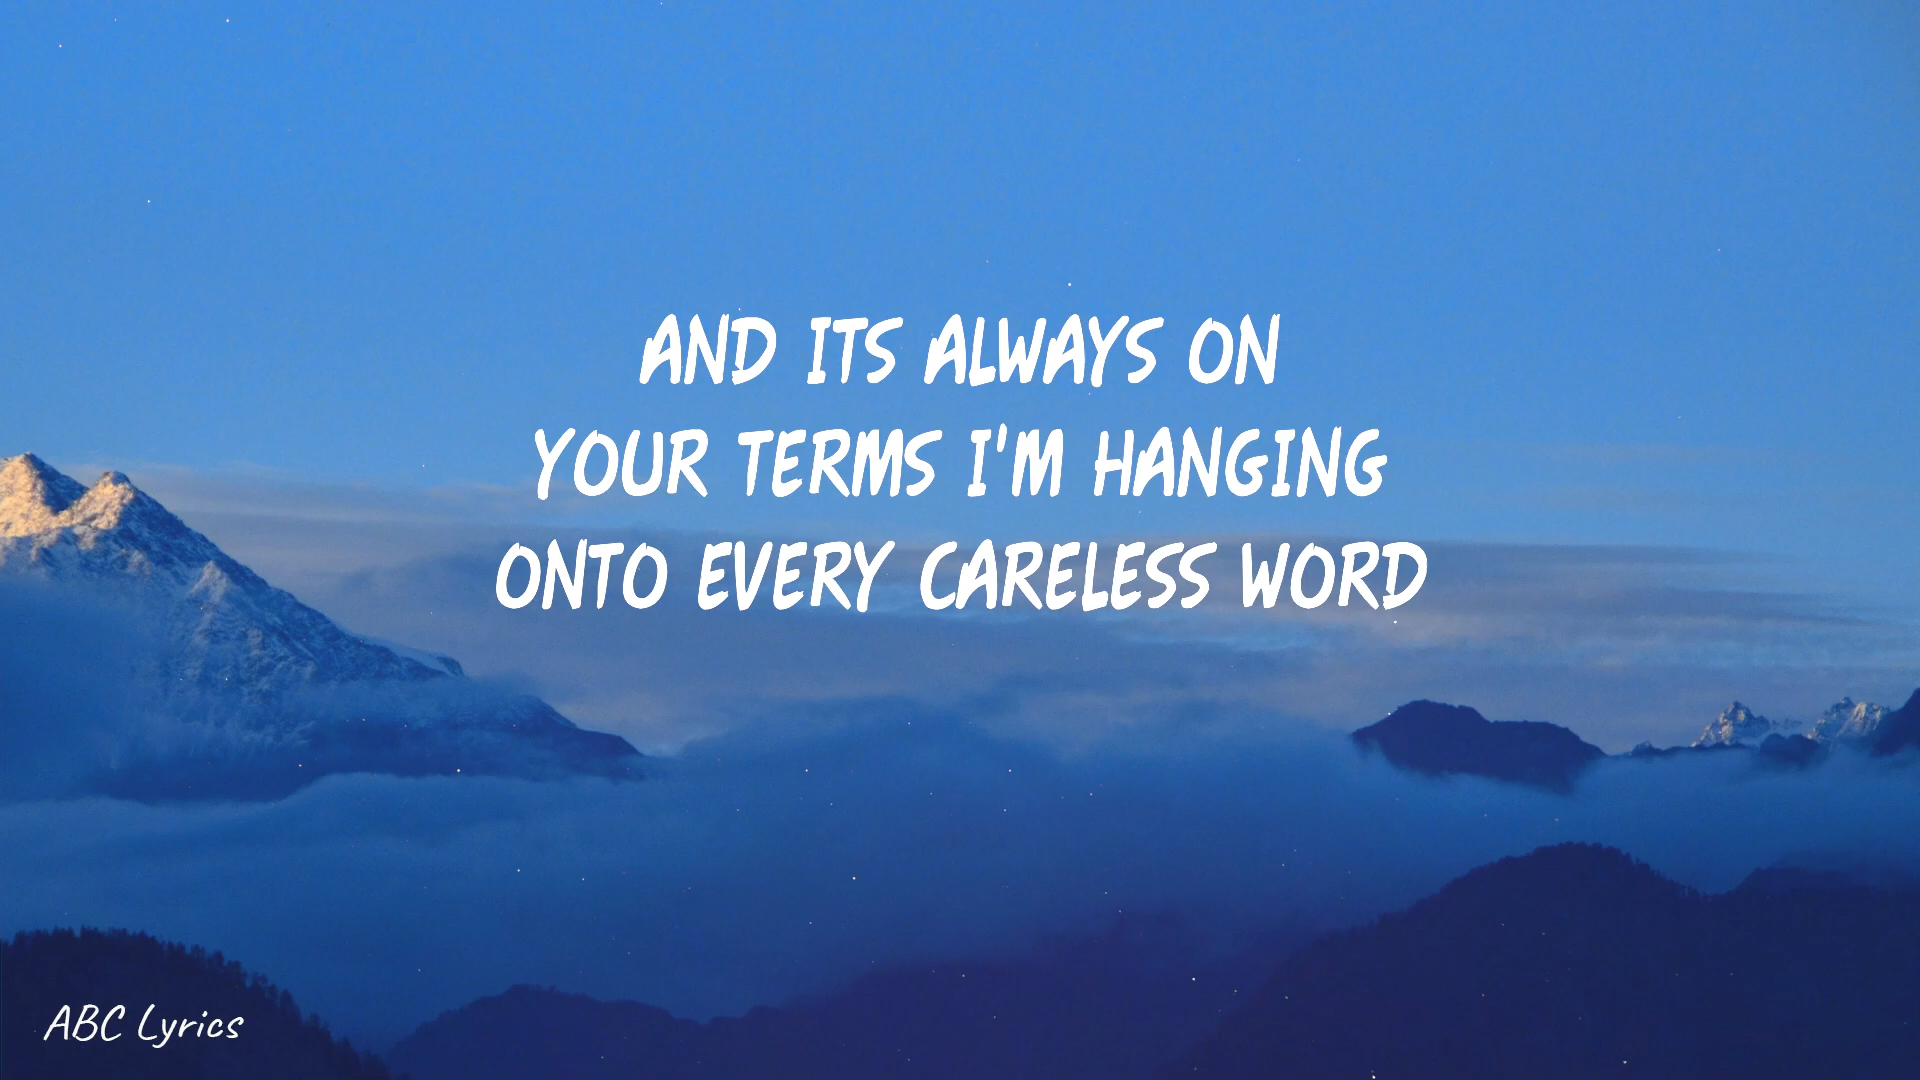 AND ITS ALWAYS ON
YOUR TERMS I'M HANGING
ONTO EVERY CARELESS WORD
ABC Lyrics